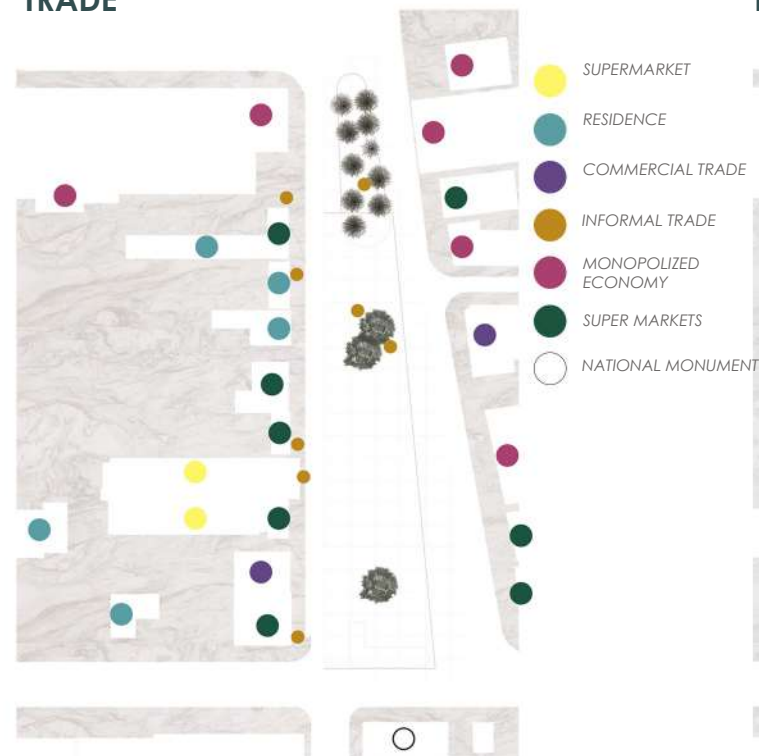 TRADE
SUPERMARKET
RESIDENCE
COMMERCIAL TRADE
INFORMAL TRADE
MONOPOLIZED
ECONOMY
SUPER MARKETS
NATIONAL MONUMENT